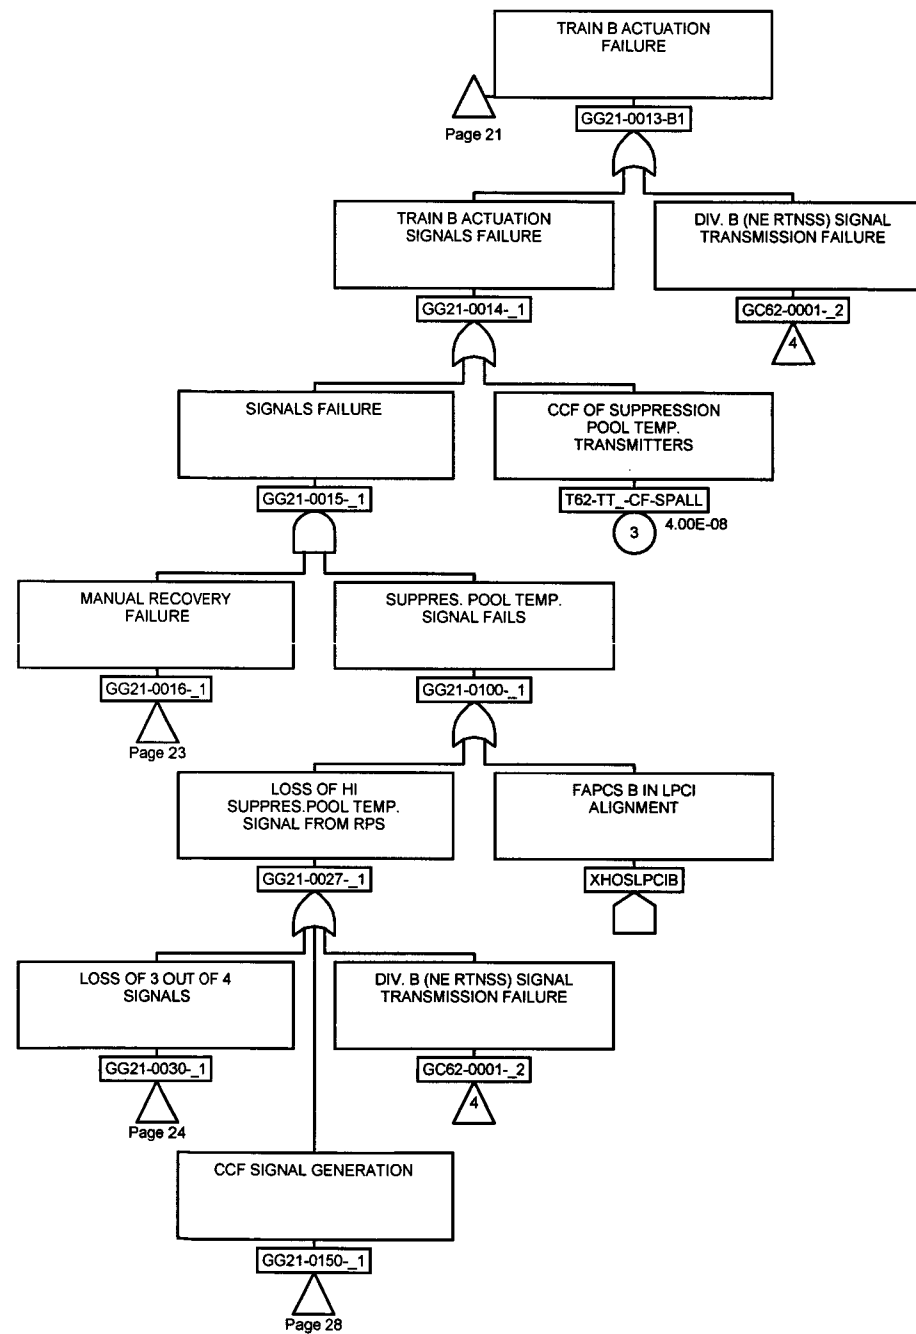 TRAIN B ACTUATION
FAILURE
Page 21
GG21-0013-B1
TRAIN B ACTUATION
SIGNALS FAILURE
DIV. B (NE RTNSS) SIGNAL
TRANSMISSION FAILURE
GG21-0014-_1
GC62-0001-_2
4
SIGNALS FAILURE
CCF OF SUPPRESSION
POOL TEMP.
TRANSMITTERS
GG21-0015-_1
T62-TT_-CF-SPALL
3
4.00E-08
MANUAL RECOVERY
FAILURE
SUPPRES. POOL TEMP.
SIGNAL FAILS
GG21-0016-_1
GG21-0100-_1
Page 23
LOSS OF HI
SUPPRES.POOL TEMP.
SIGNAL FROM RPS
FAPCS B IN LPCI
ALIGNMENT
GG21-0027-_1
XHOSLPCIB
LOSS OF 3 OUT OF 4
SIGNALS
DIV. B (NE RTNSS) SIGNAL
TRANSMISSION FAILURE
GG21-0030-_1
GC62-0001-_2
Page 24
4
CCF SIGNAL GENERATION
GG21-0150-_1
Page 28